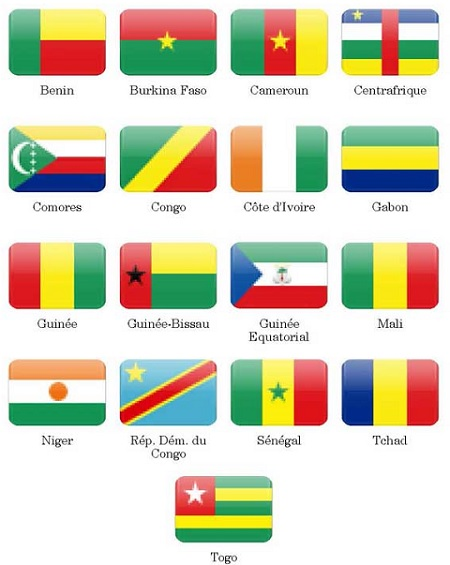 Benin
Burkina Faso
Cameroun
Centrafrique
Comores
Congo
Côte d'Ivoire
Gabon
Guinée
Guinée-Bissau
Guinée
Equatorial
Mali
Niger
Rép. Dém. du
Congo
Sénégal
Tchad
Togo